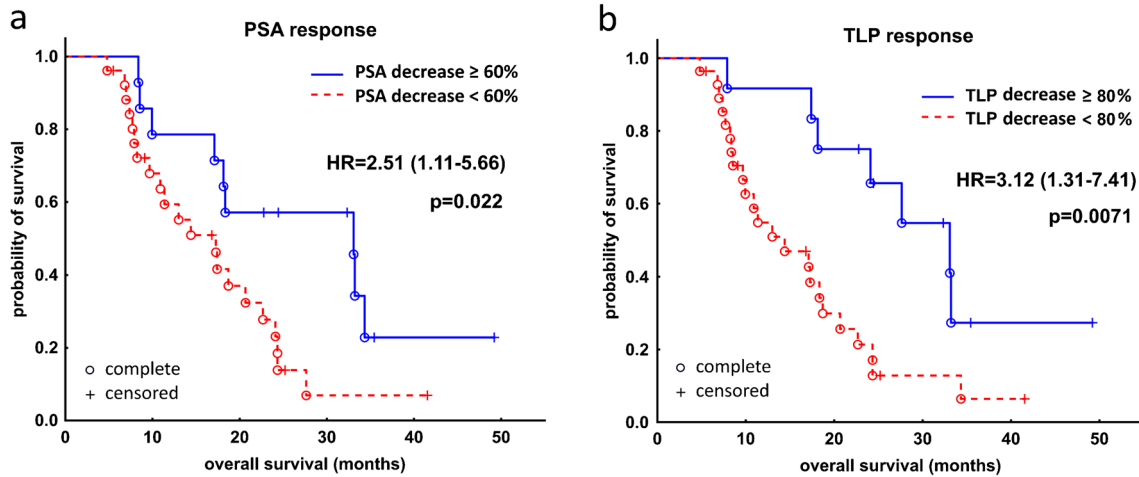 a
PSA response
PSA decrease ≥ 60%
PSA decrease < 60%
HR=2.51 (1.11-5.66)
p=0.022
probability of survival
1.0
0.8
0.6
0.4
0.2
0.0
complete
censored
0 10 20 30 40 50
overall survival (months)
b
TLP response
TLP decrease ≥ 80%
TLP decrease < 80%
HR=3.12 (1.31-7.41)
p=0.0071
probability of survival
1.0
0.8
0.6
0.4
0.2
0.0
complete
censored
0 10 20 30 40 50
overall survival (months)